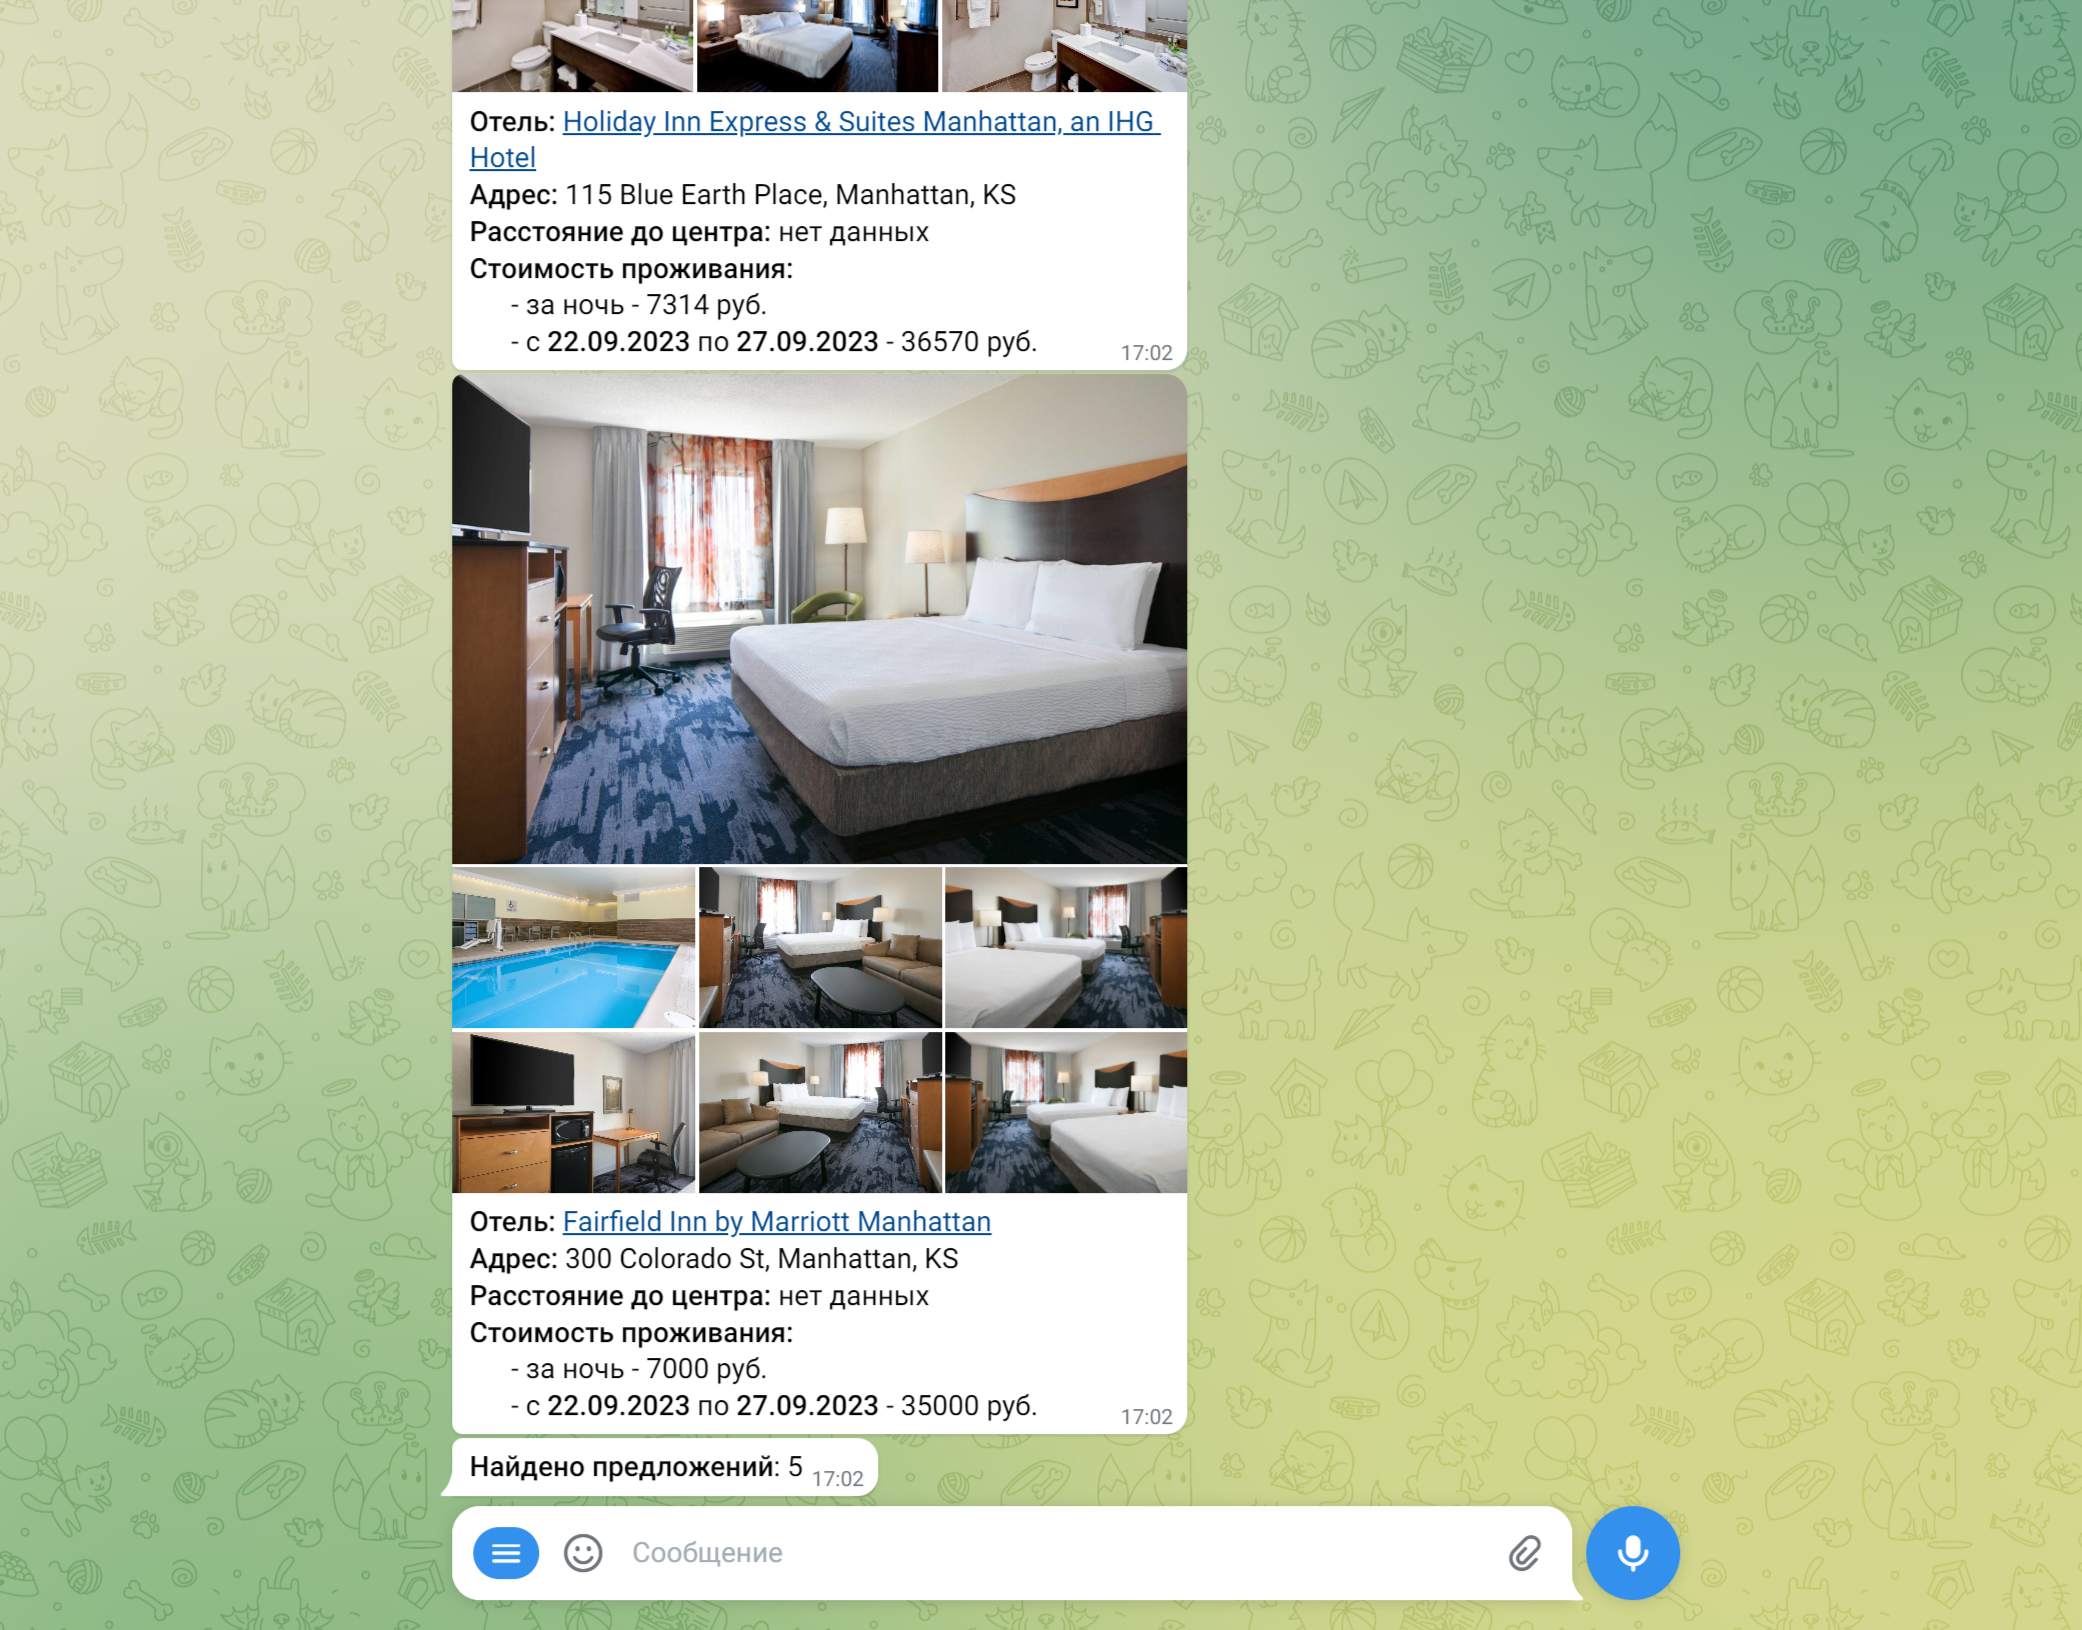 Отель: Holiday Inn Express & Suites Manhattan, an IHG
Hotel
Адрес: 115 Blue Earth Place, Manhattan, KS
Расстояние до центра: нет данных
Стоимость проживания:
- за ночь - 7314 руб.
- с 22.09.2023 по 27.09.2023 - 36570 руб.
17:02
Отель: Fairfield Inn by Marriott Manhattan
Адрес: 300 Colorado St, Manhattan, KS
Расстояние до центра: нет данных
Стоимость проживания:
- за ночь - 7000 руб.
- с 22.09.2023 по 27.09.2023 - 35000 руб.
17:02
Найдено предложений: 5 17:02
Сообщение